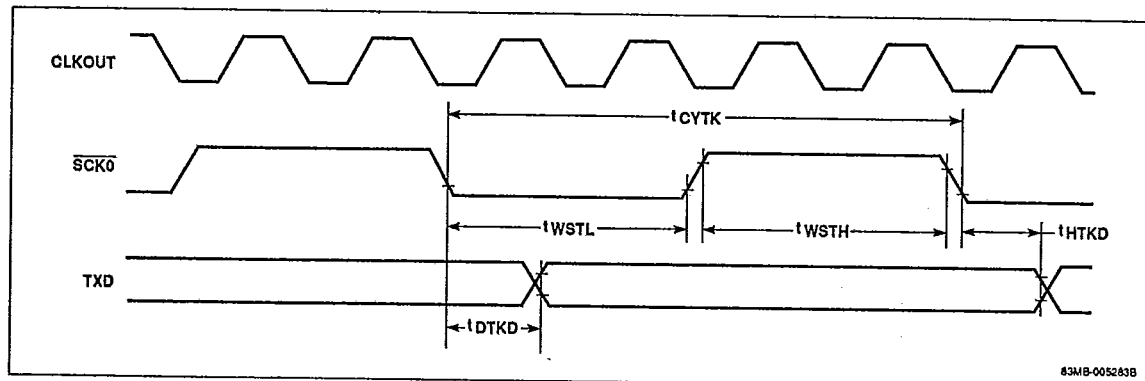 CLKOUT
tCYTK
SCK0
tWSTL
tWSTH
tHTKD
TXD
tDTKD
83MB-005283B